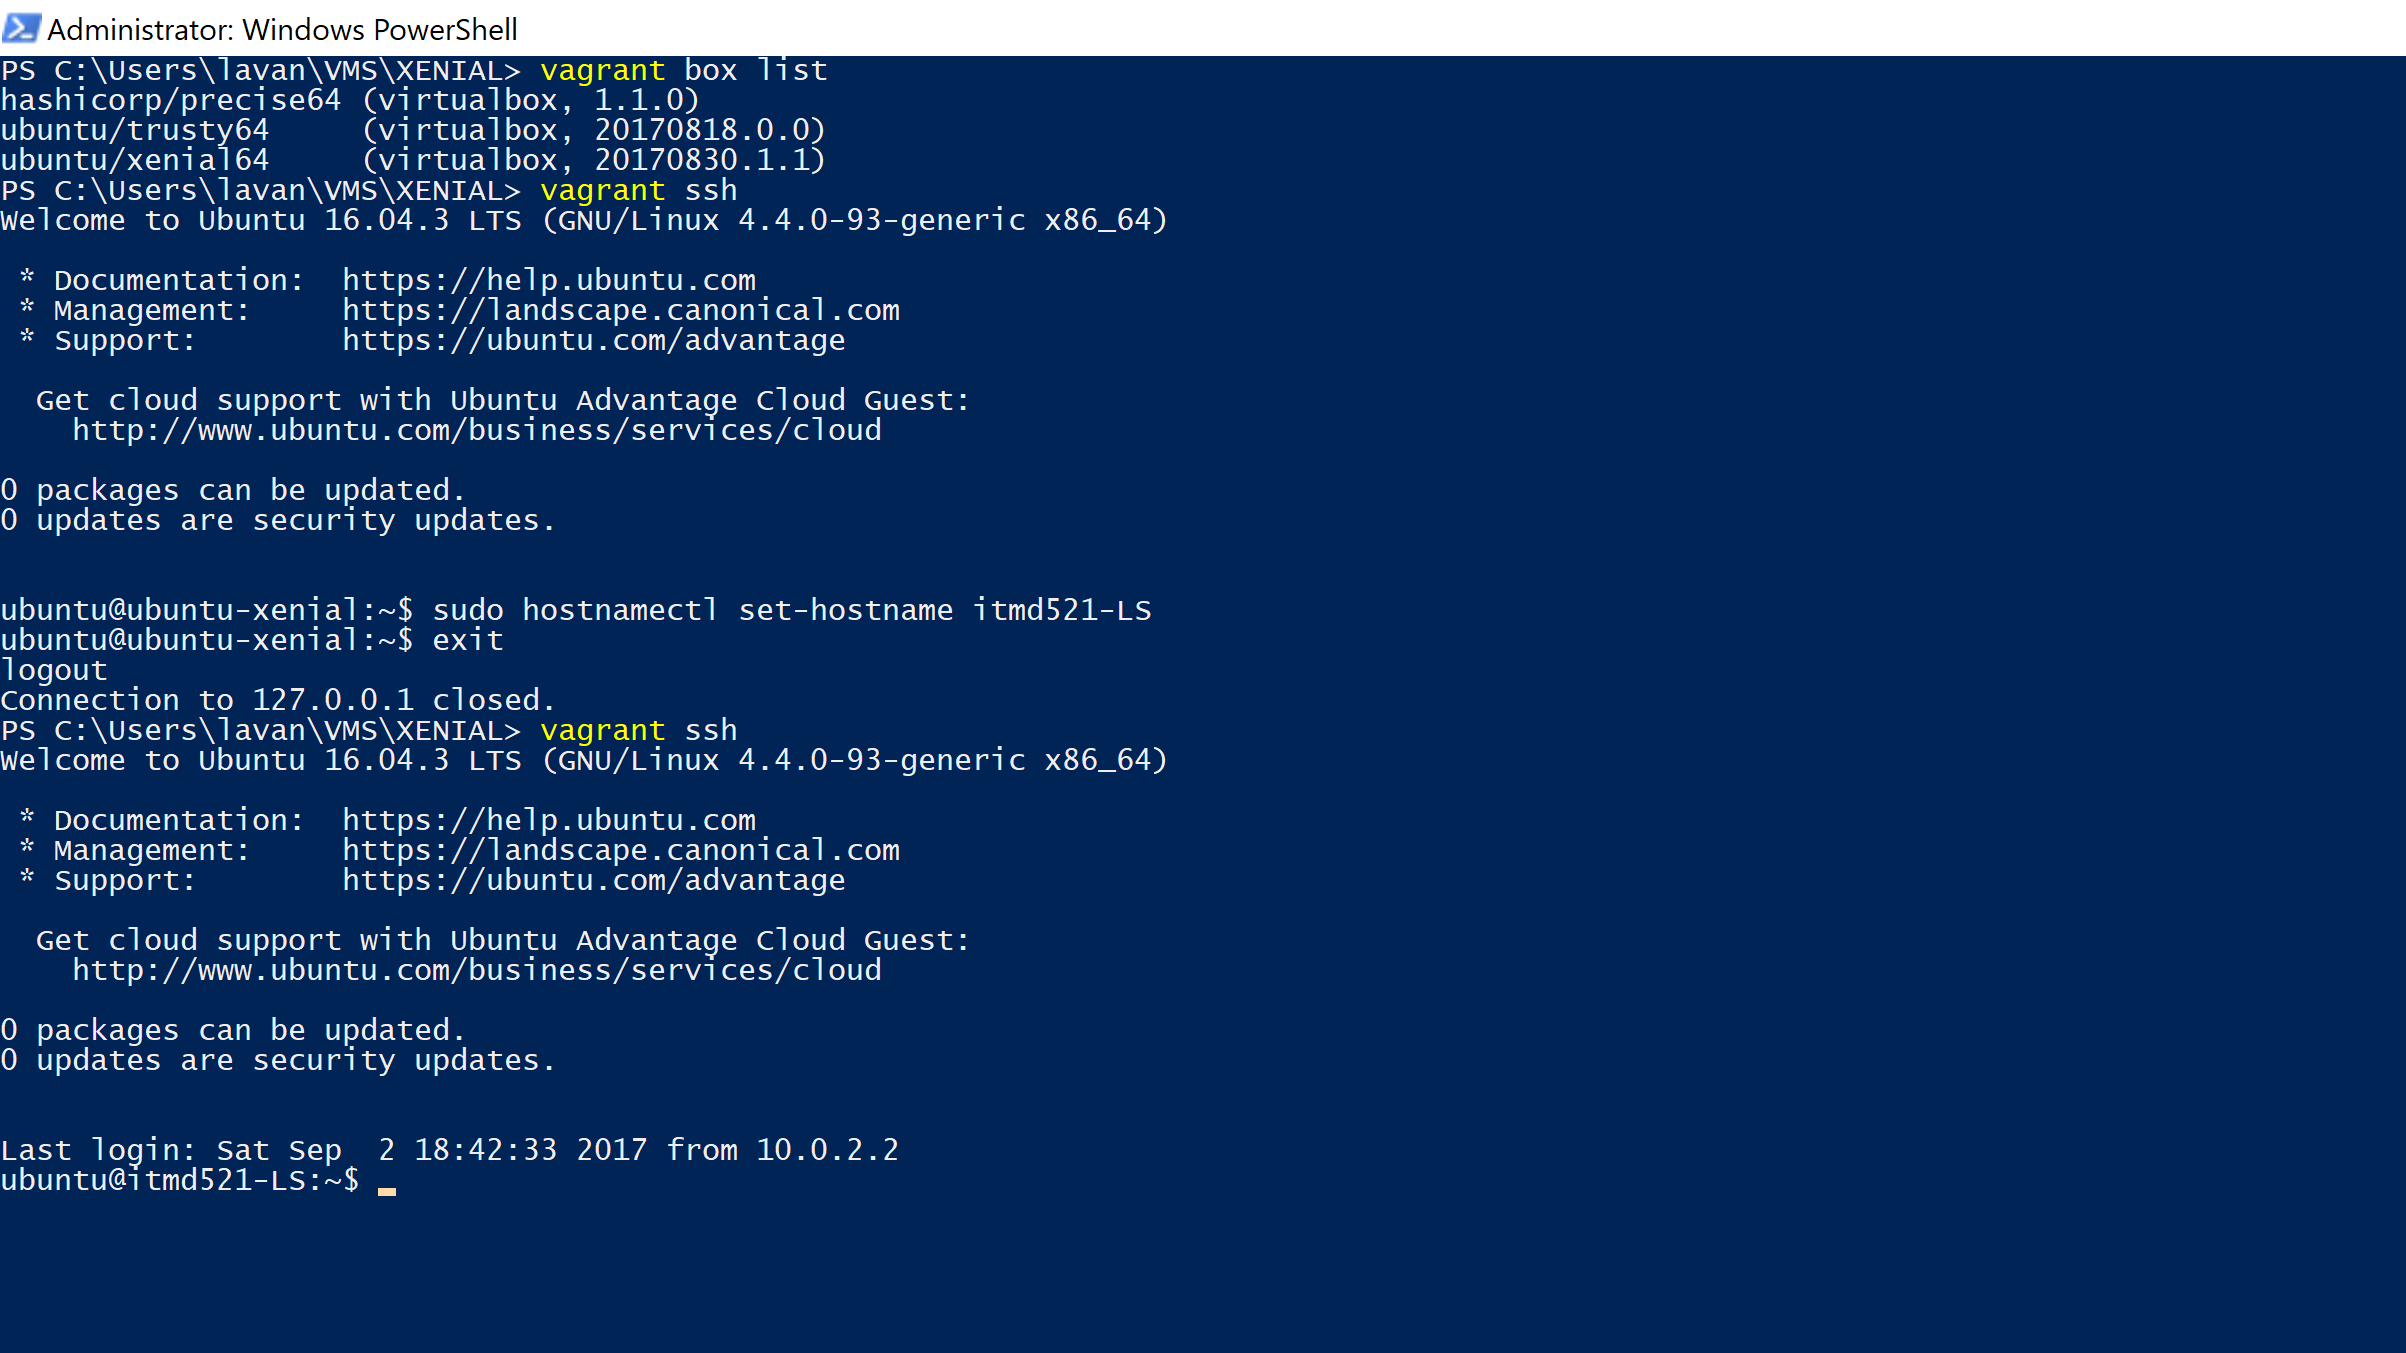 Administrator: Windows PowerShell
PS C:\Users\lavan\VMS\XENIAL> vagrant box list
hashicorp/precise64 (virtualbox, 1.1.0)
ubuntu/trusty64     (virtualbox, 20170818.0.0)
ubuntu/xenial64     (virtualbox, 20170830.1.1)
PS C:\Users\lavan\VMS\XENIAL> vagrant ssh
Welcome to Ubuntu 16.04.3 LTS (GNU/Linux 4.4.0-93-generic x86_64)

 * Documentation:  https://help.ubuntu.com
 * Management:     https://landscape.canonical.com
 * Support:        https://ubuntu.com/advantage

  Get cloud support with Ubuntu Advantage Cloud Guest:
    http://www.ubuntu.com/business/services/cloud

0 packages can be updated.
0 updates are security updates.


ubuntu@ubuntu-xenial:~$ sudo hostnamectl set-hostname itmd521-LS
ubuntu@ubuntu-xenial:~$ exit
logout
Connection to 127.0.0.1 closed.
PS C:\Users\lavan\VMS\XENIAL> vagrant ssh
Welcome to Ubuntu 16.04.3 LTS (GNU/Linux 4.4.0-93-generic x86_64)

 * Documentation:  https://help.ubuntu.com
 * Management:     https://landscape.canonical.com
 * Support:        https://ubuntu.com/advantage

  Get cloud support with Ubuntu Advantage Cloud Guest:
    http://www.ubuntu.com/business/services/cloud

0 packages can be updated.
0 updates are security updates.


Last login: Sat Sep  2 18:42:33 2017 from 10.0.2.2
ubuntu@itmd521-LS:~$